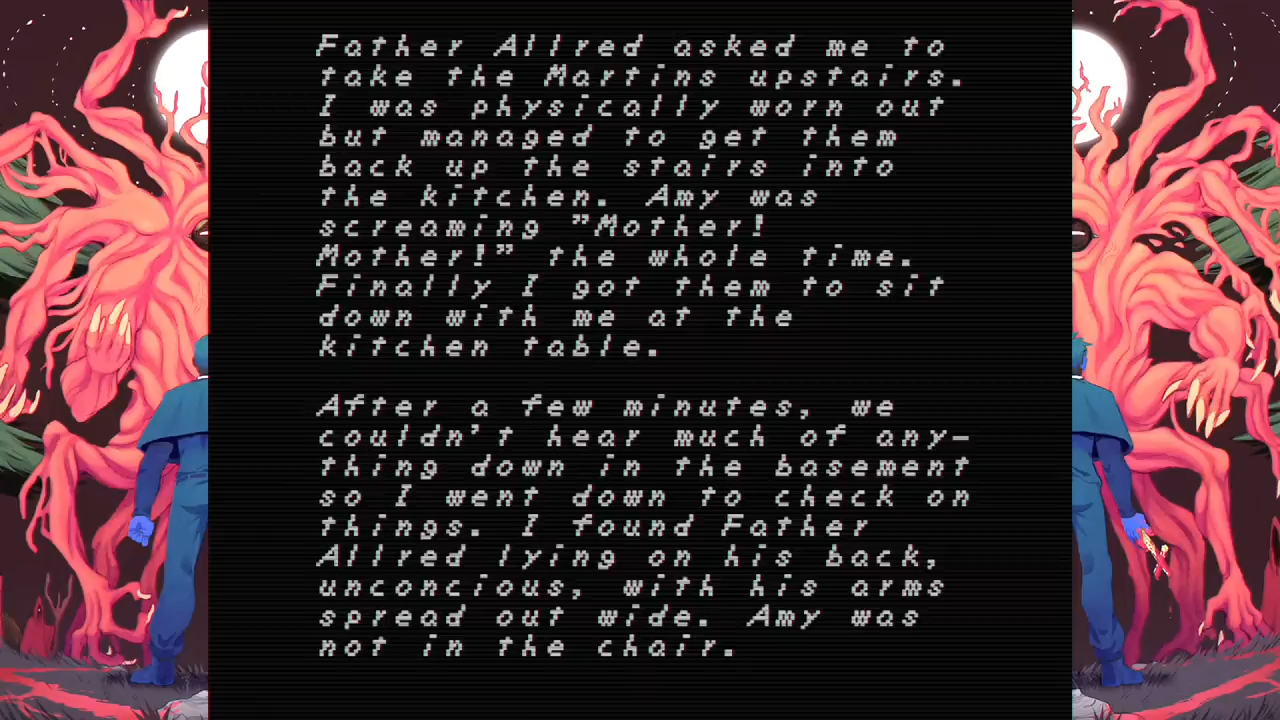 Father Allred asked me to
take the Martins upstairs.
I was physically worn out
but managed to get them
back up the stairs into
the kitchen. Amy was
screaming "Mother!
Mother!" the whole time.
Finally I got them to sit
down with me at the
kitchen table.

After a few minutes, we
couldn't hear much of any-
thing down in the basement
so I went down to check on
things. I found Father
Allred lying on his back,
unconcious, with his arms
spread out wide. Amy was
not in the chair.